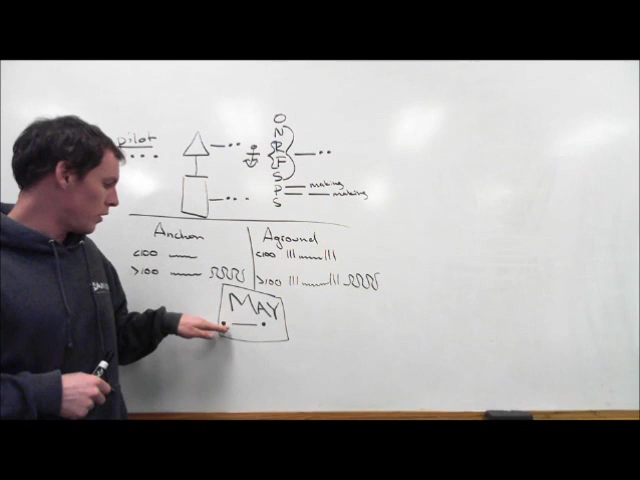 pilot
O
N
R
F
S
P making
S making
Anchor
Aground
<100
<100
>100
>100
MAY